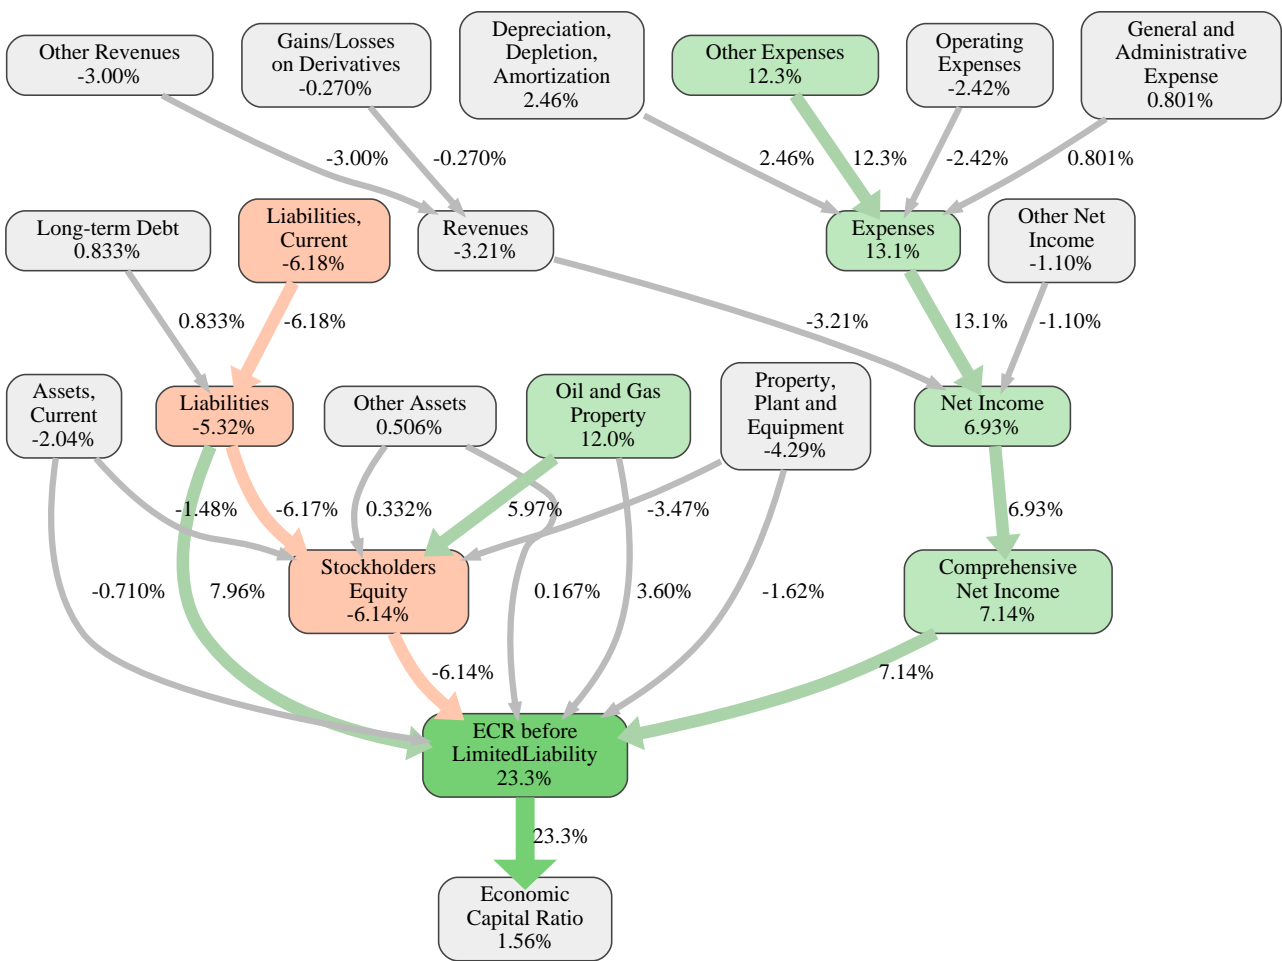 Other Revenues
-3.00%
Gains/Losses
on Derivatives
-0.270%
Depreciation,
Depletion,
Amortization
2.46%
Other Expenses
12.3%
Operating
Expenses
-2.42%
General and
Administrative
Expense
0.801%
-3.00%
-0.270%
2.46%
12.3%
-2.42%
0.801%
Long-term Debt
0.833%
Liabilities,
Current
-6.18%
Revenues
-3.21%
Expenses
13.1%
Other Net
Income
-1.10%
0.833%
-6.18%
-3.21%
13.1%
-1.10%
Assets,
Current
-2.04%
Liabilities
-5.32%
Other Assets
0.506%
Oil and Gas
Property
12.0%
Property,
Plant and
Equipment
-4.29%
Net Income
6.93%
-1.48%
-6.17%
0.332%
5.97%
-3.47%
6.93%
Stockholders
Equity
-6.14%
Comprehensive
Net Income
7.14%
-0.710%
7.96%
0.167%
3.60%
-1.62%
-6.14%
7.14%
ECR before
LimitedLiability
23.3%
23.3%
Economic
Capital Ratio
1.56%